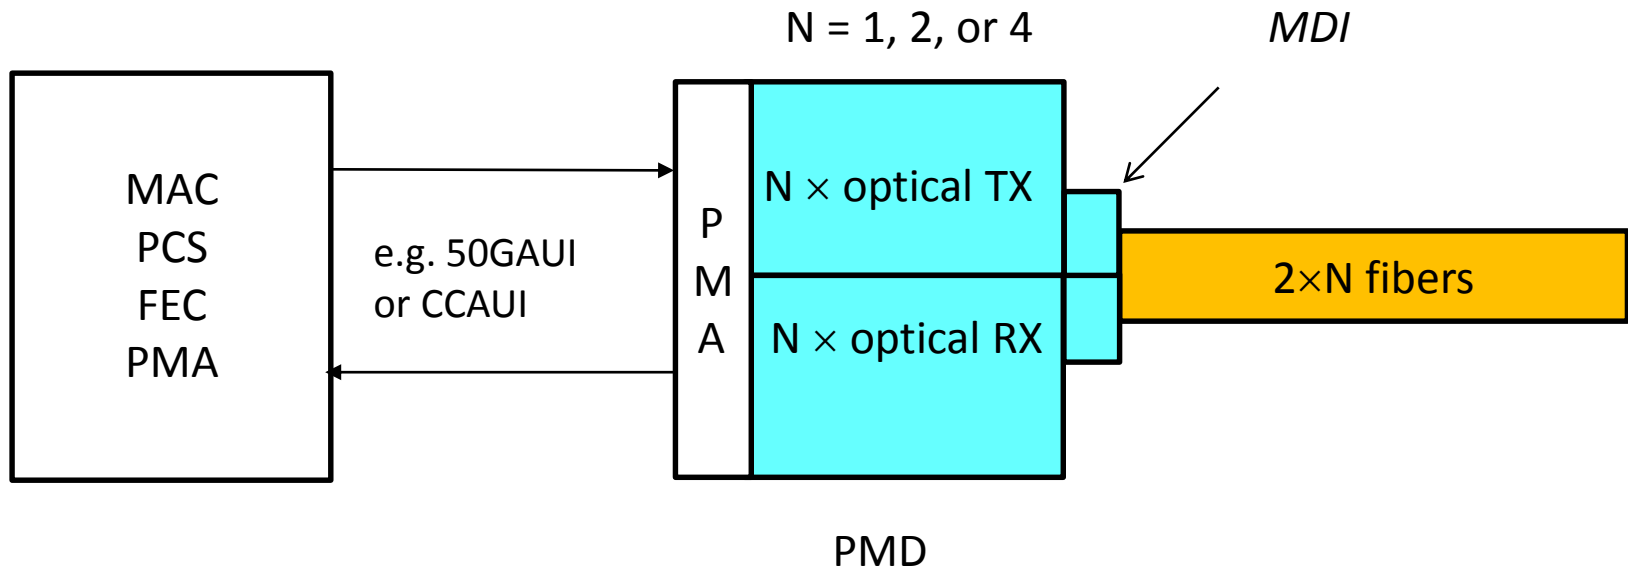 N = 1, 2, or 4
MDI
MAC
PCS
FEC
PMA
e.g. 50GAUI
or CCAUI
P
M
A
N × optical TX
N × optical RX
2×N fibers
PMD